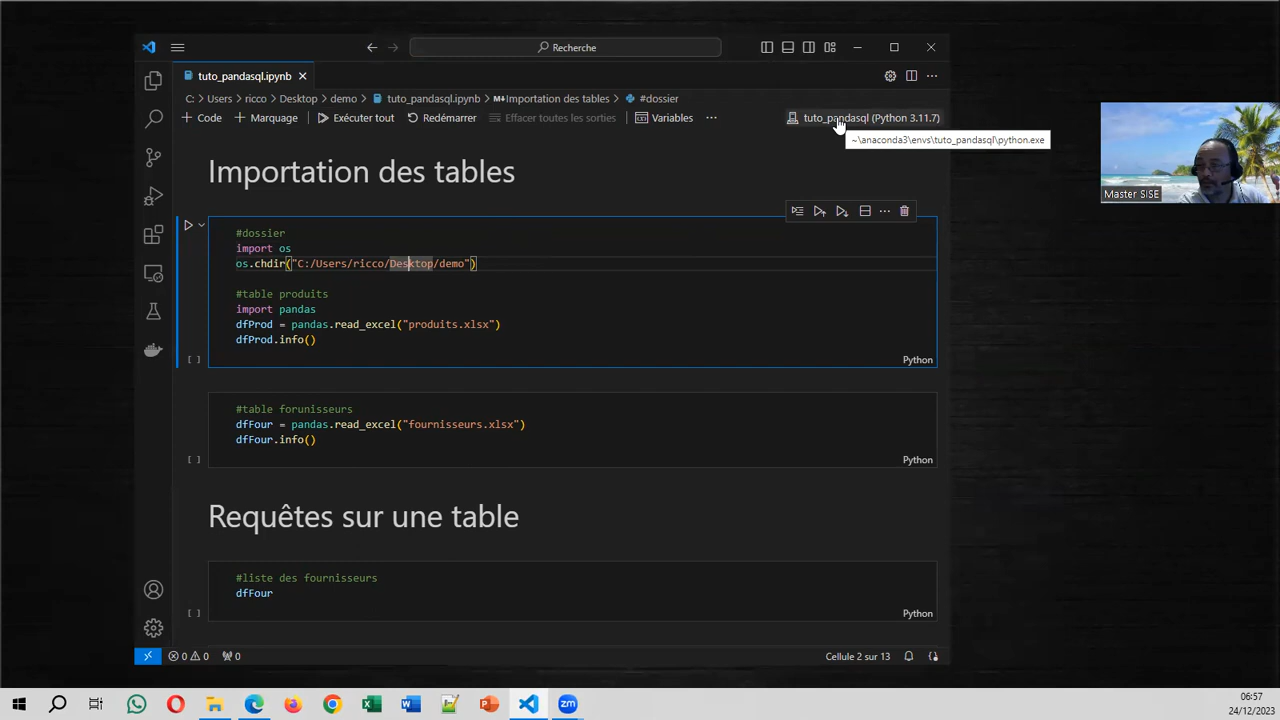 Recherche
tuto_pandasql.ipynb
C: > Users > ricco > Desktop > demo > tuto_pandasql.ipynb > M↓Importation des tables > #dossier
+ Code + Marquage Exécuter tout Redémarrer Effacer toutes les sorties Variables ··· tuto_pandasql (Python 3.11.7)
~\anaconda3\envs\tuto_pandasql\python.exe
Importation des tables
#dossier
import os
os.chdir("C:/Users/ricco/Desktop/demo")
#table produits
import pandas
dfProd = pandas.read_excel("produits.xlsx")
dfProd.info()
[ ] Python
#table forunisseurs
dfFour = pandas.read_excel("fournisseurs.xlsx")
dfFour.info()
[ ] Python
Requêtes sur une table
#liste des fournisseurs
dfFour
[ ] Python
0 0 0 Cellule 2 sur 13
Master SISE
zm
06:57
24/12/2023